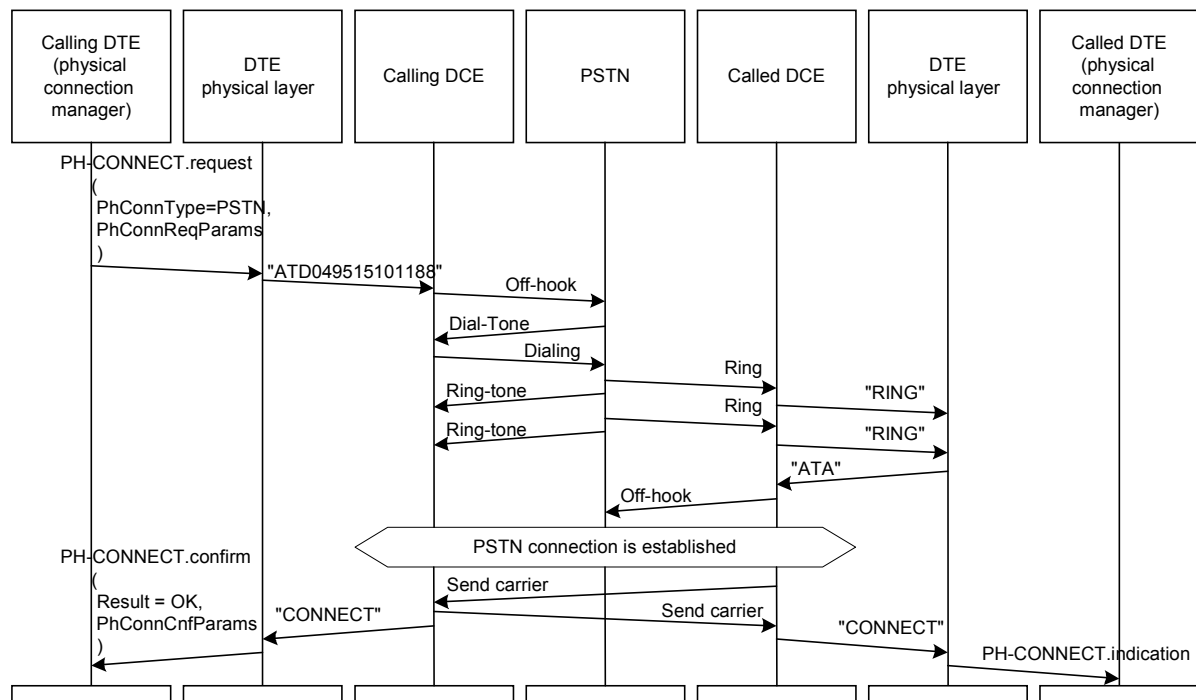 Calling DTE
(physical
connection
manager)
DTE
physical layer
Calling DCE
PSTN
Called DCE
DTE
physical layer
Called DTE
(physical
connection
manager)
PH-CONNECT.request
(
PhConnType=PSTN,
PhConnReqParams
)
"ATD049515101188"
Off-hook
Dial-Tone
Dialing
Ring
Ring-tone
"RING"
Ring
Ring-tone
"RING"
"ATA"
Off-hook
PSTN connection is established
PH-CONNECT.confirm
(
Result = OK,
PhConnCnfParams
)
Send carrier
Send carrier
"CONNECT"
"CONNECT"
PH-CONNECT.indication